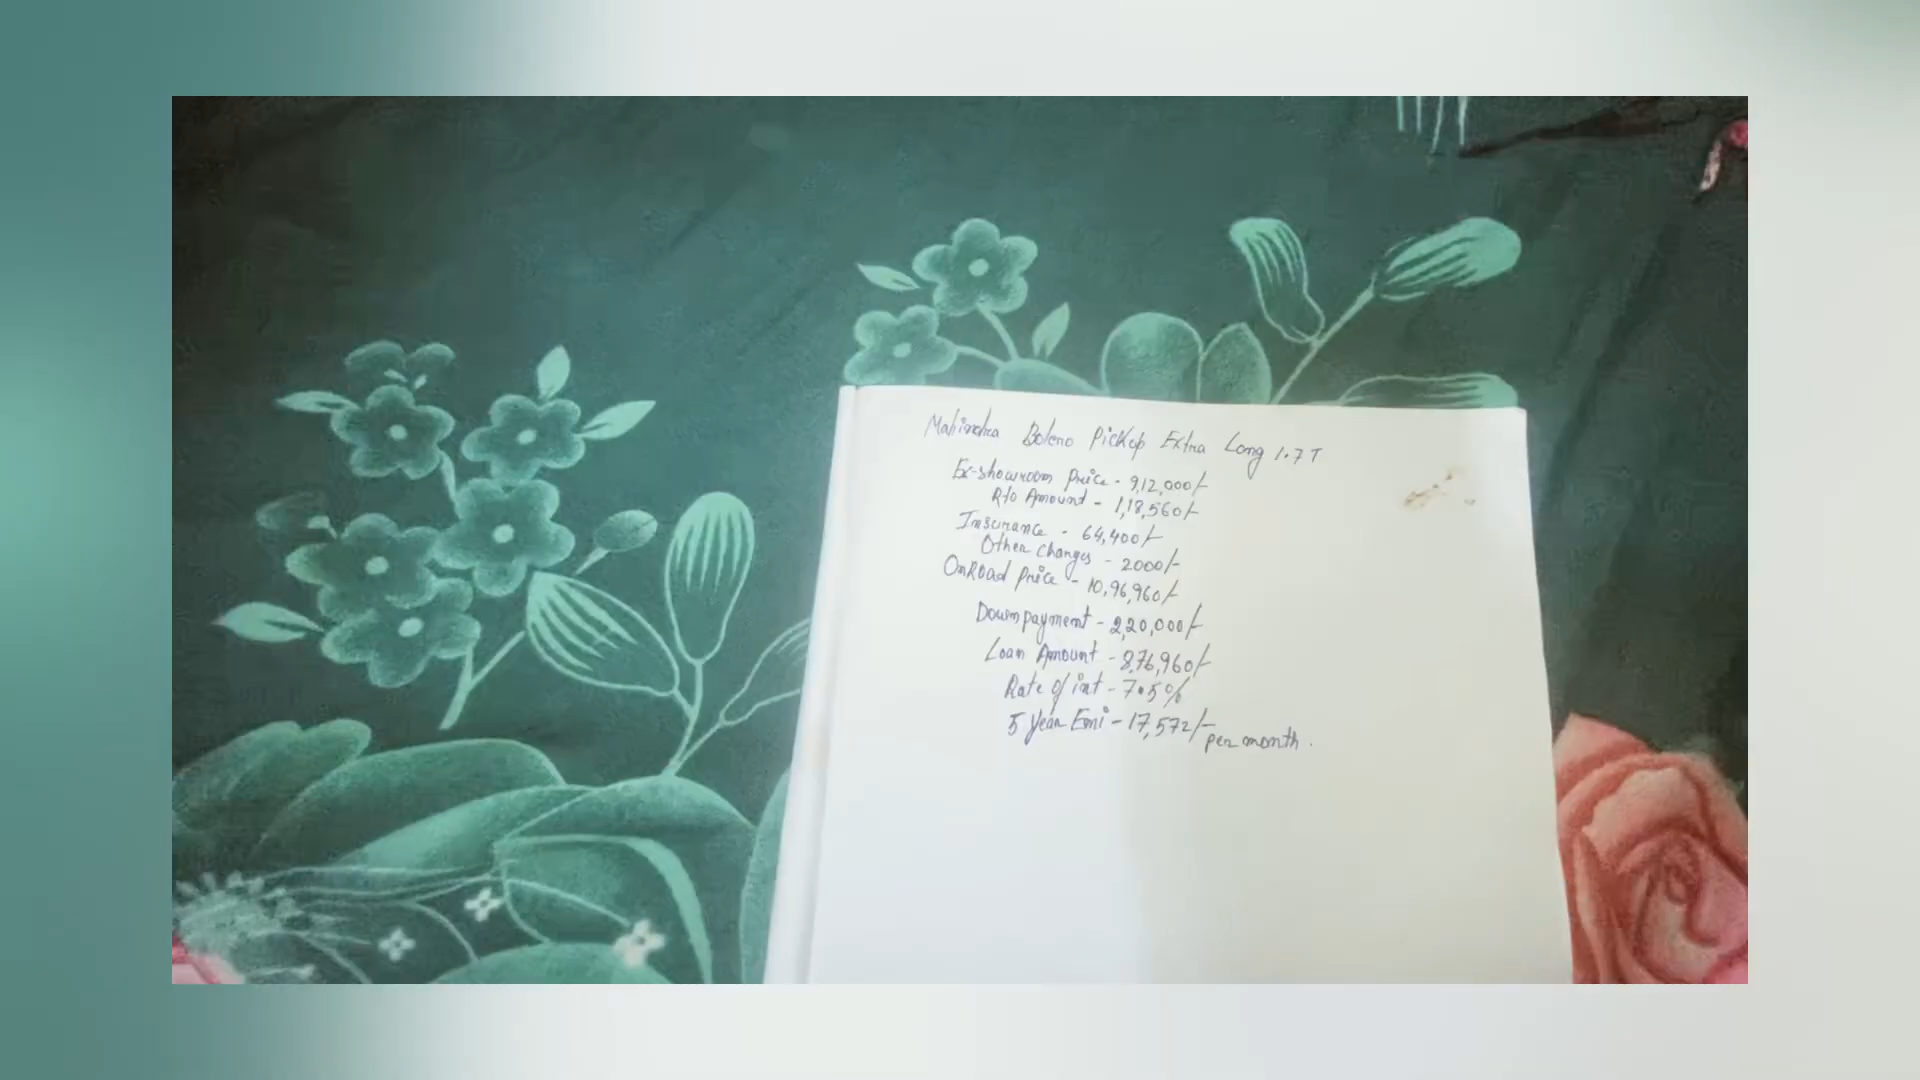 Mahindra Bolero Pickup Extra Long 1.7 T
Ex-showroom Price - 9,12,000/-
Rto Amount - 1,18,560/-
Insurance - 64,400/-
Other charges - 2000/-
OnRoad Price - 10,96,960/-
Downpayment - 2,20,000/-
Loan Amount - 8,76,960/-
Rate of int - 7.5%
5 Year Emi - 17,572/-
per month.